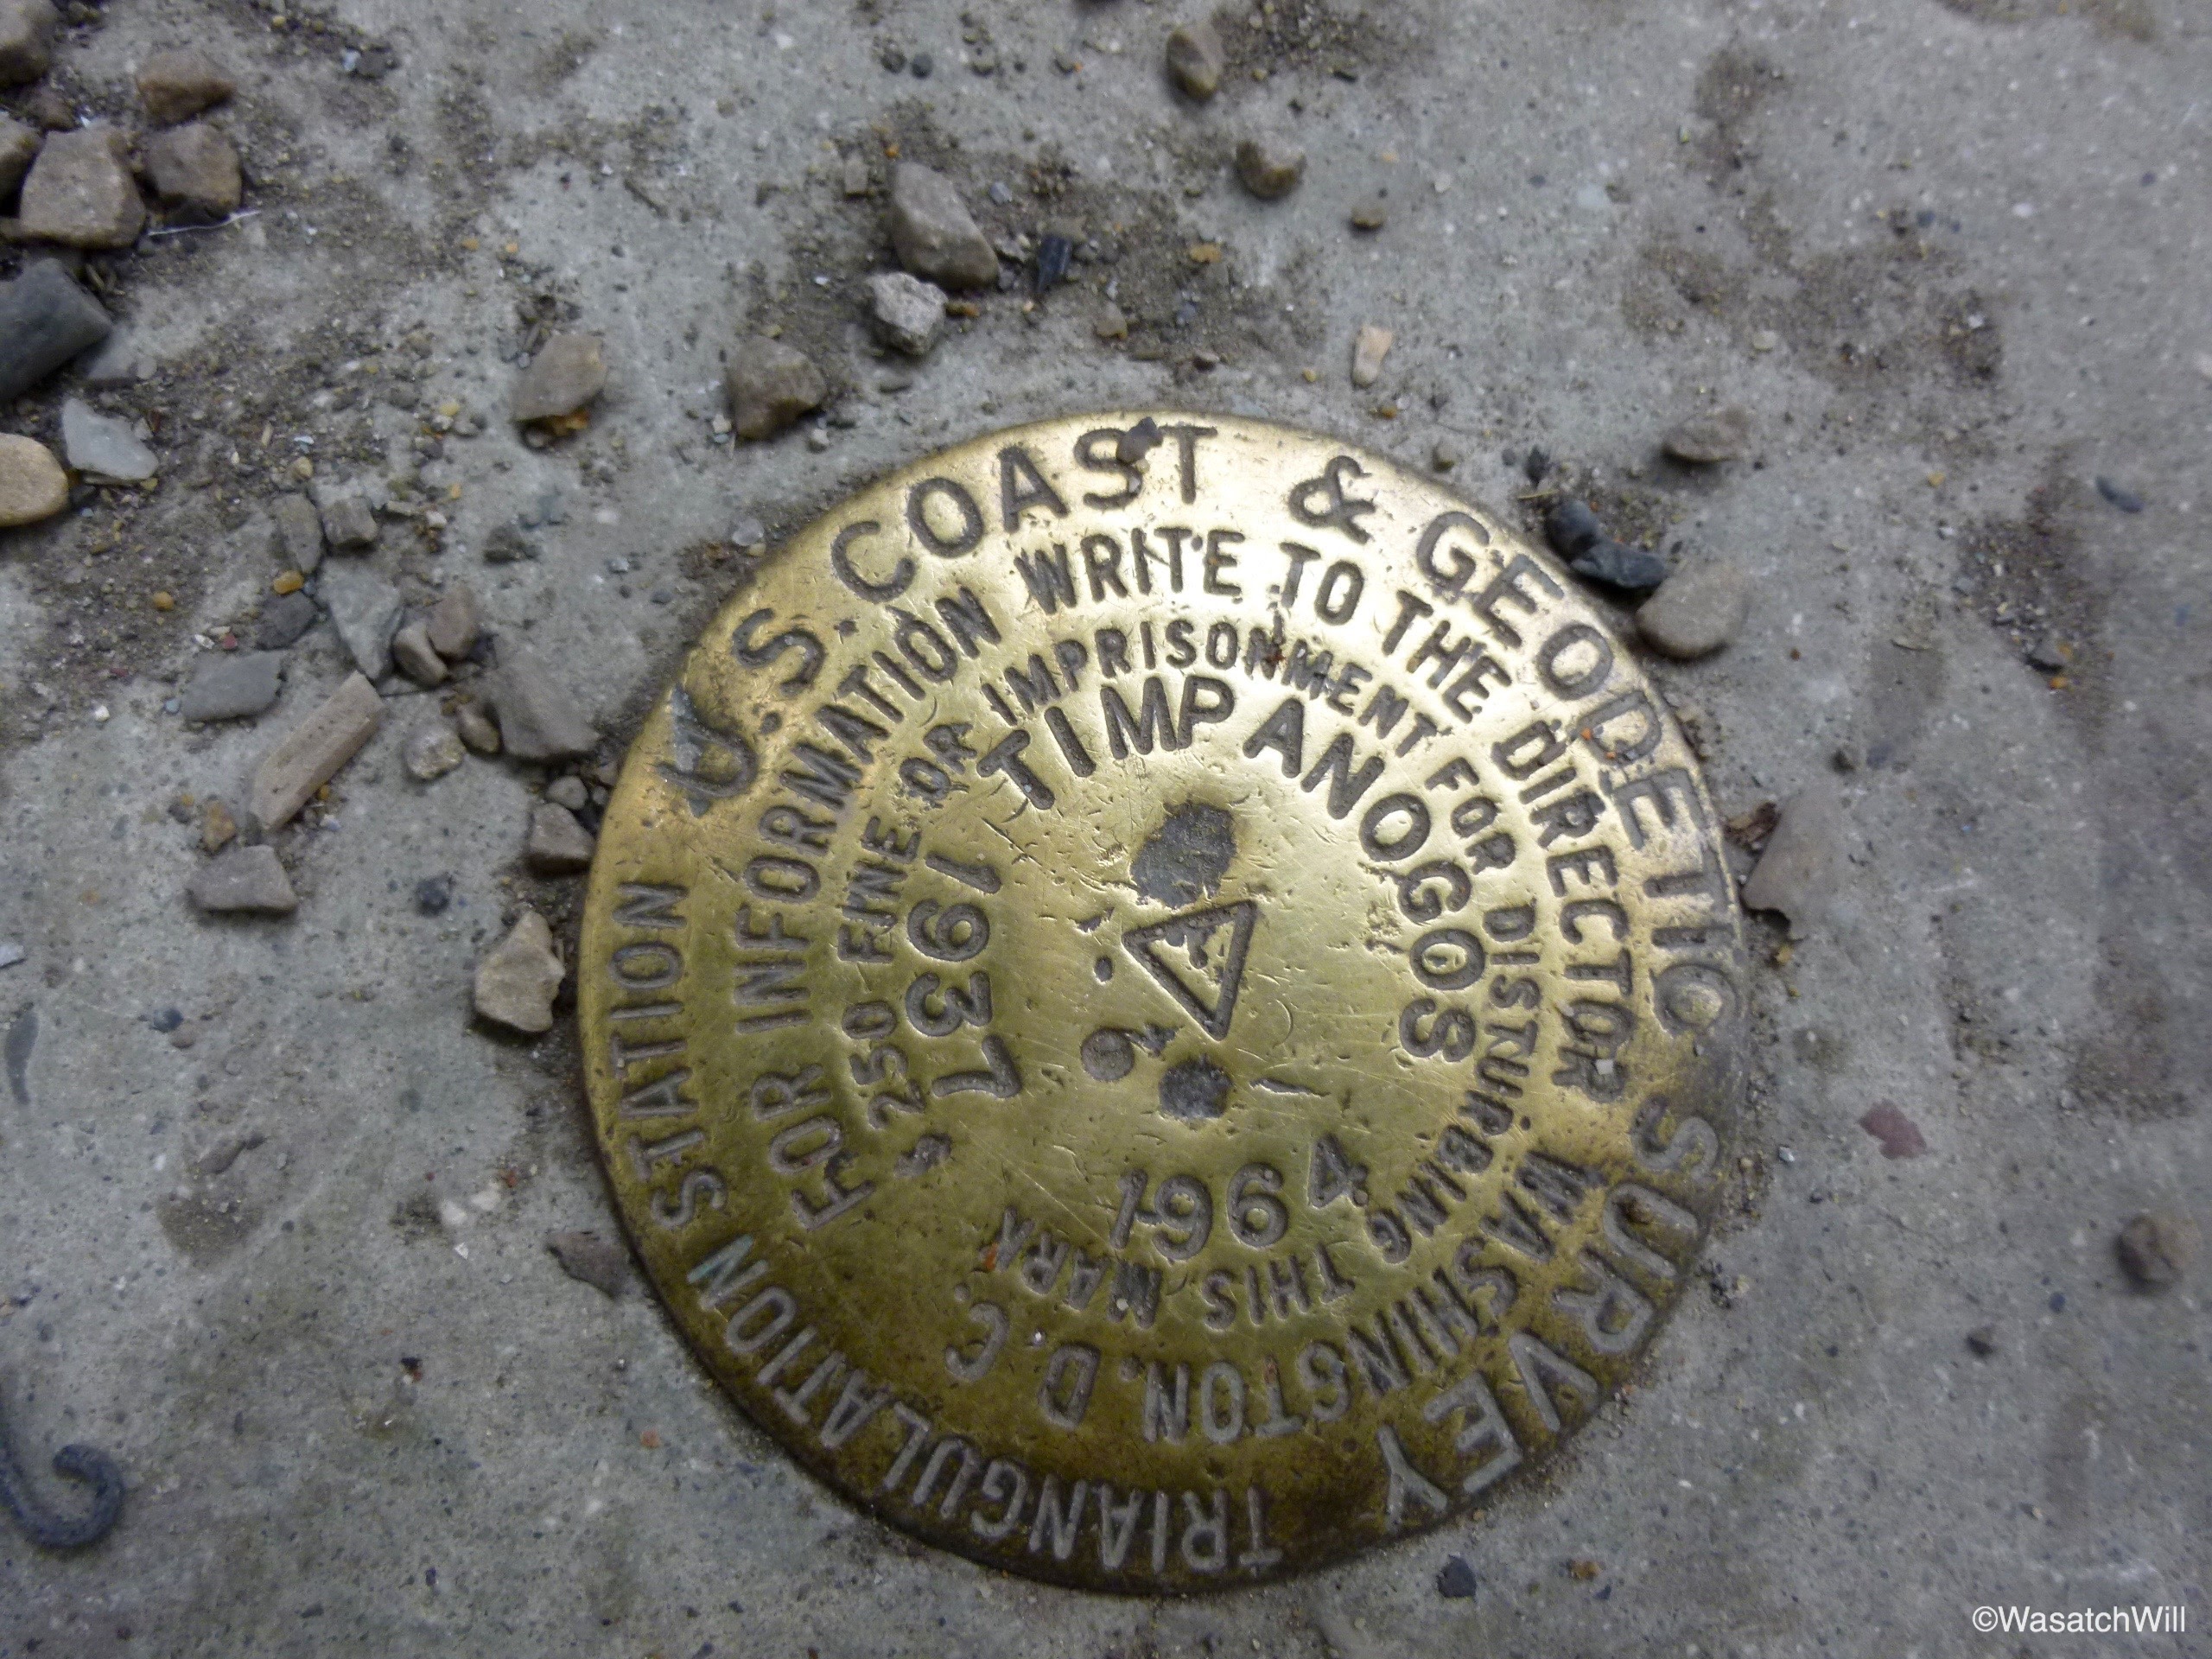 U.S. COAST & GEODETIC SURVEY
TRIANGULATION STATION
FOR INFORMATION WRITE TO THE DIRECTOR
WASHINGTON, D.C.
$250 FINE OR IMPRISONMENT FOR DISTURBING THIS MARK
TIMPANOGOS
1937
1964
©WasatchWill